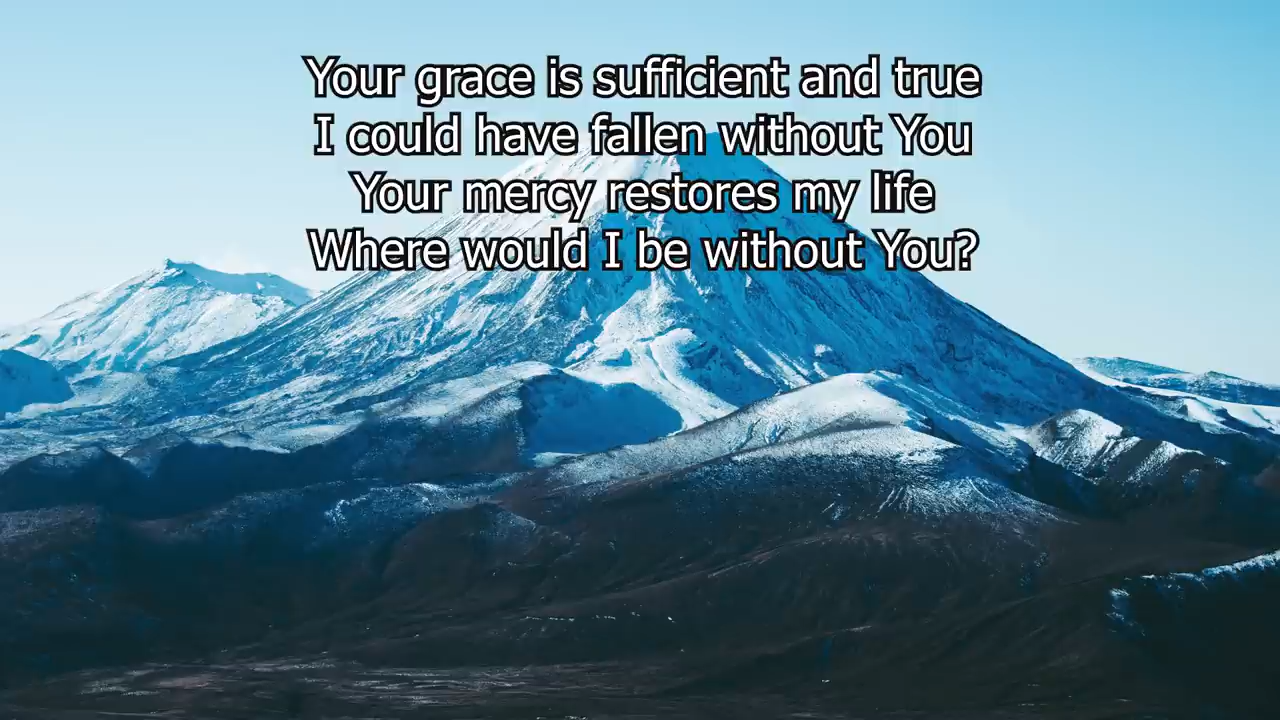 Your grace is sufficient and true
I could have fallen without You
Your mercy restores my life
Where would I be without You?